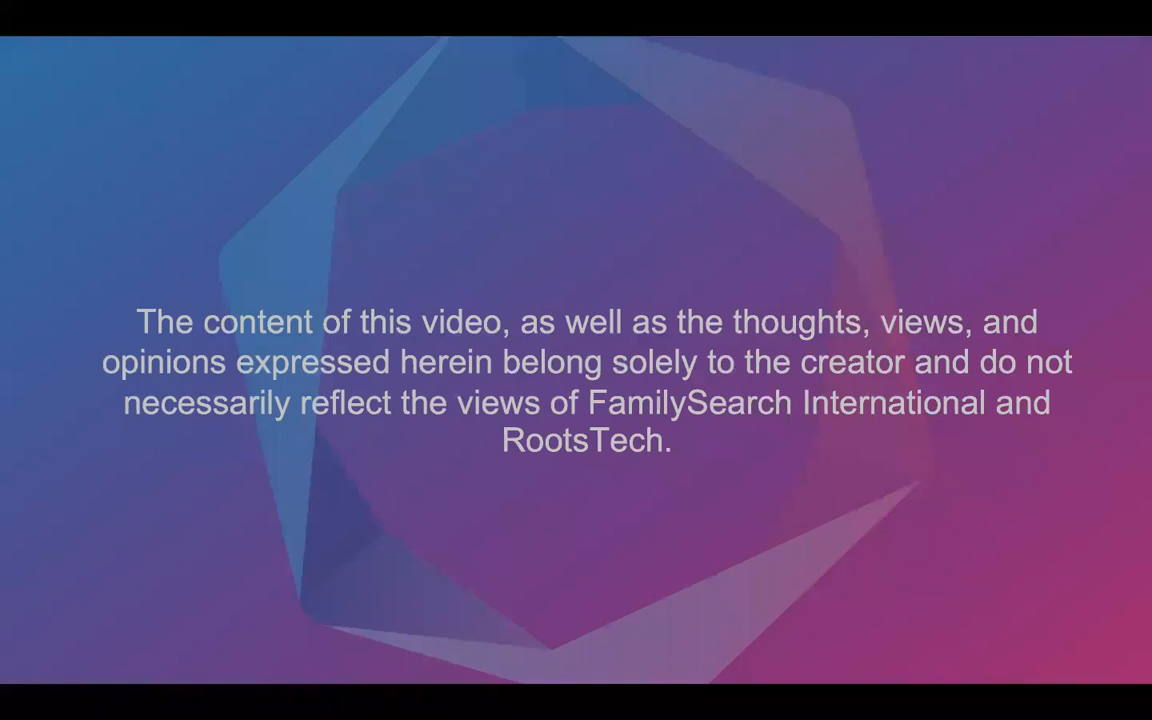 The content of this video, as well as the thoughts, views, and
opinions expressed herein belong solely to the creator and do not
necessarily reflect the views of FamilySearch International and
RootsTech.